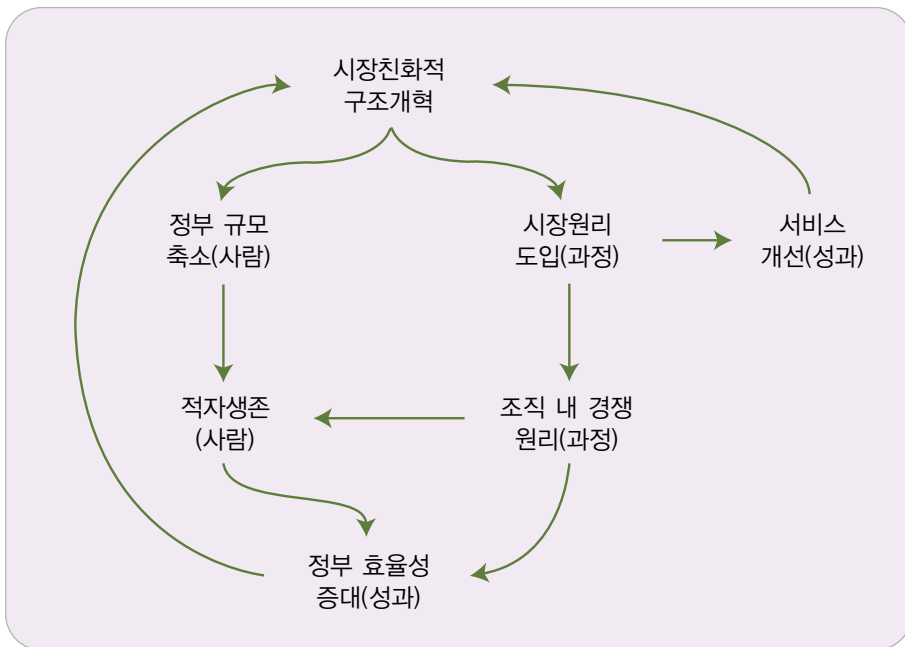 시장친화적
구조개혁
정부 규모
축소(사람)
시장원리
도입(과정)
서비스
개선(성과)
적자생존
(사람)
조직 내 경쟁
원리(과정)
정부 효율성
증대(성과)